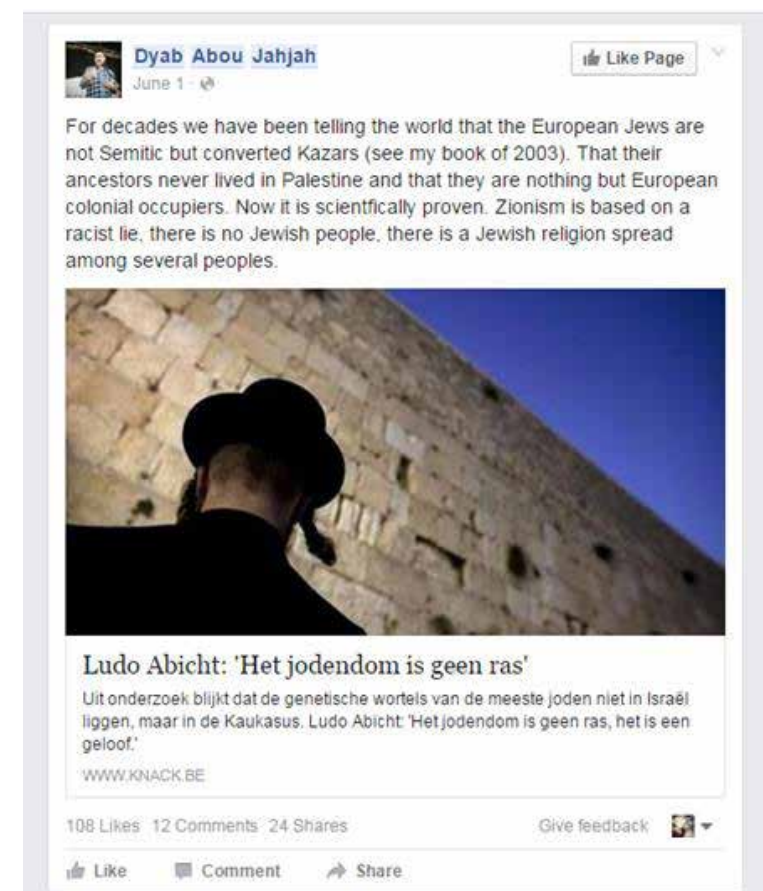 Dyab Abou Jahjah
Like Page
June 1 ·
For decades we have been telling the world that the European Jews are
not Semitic but converted Kazars (see my book of 2003). That their
ancestors never lived in Palestine and that they are nothing but European
colonial occupiers. Now it is scientfically proven. Zionism is based on a
racist lie, there is no Jewish people, there is a Jewish religion spread
among several peoples.
Ludo Abicht: 'Het jodendom is geen ras'
Uit onderzoek blijkt dat de genetische wortels van de meeste joden niet in Israël
liggen, maar in de Kaukasus. Ludo Abicht: 'Het jodendom is geen ras, het is een
geloof.'
WWW.KNACK.BE
108 Likes 12 Comments 24 Shares
Give feedback
Like Comment Share